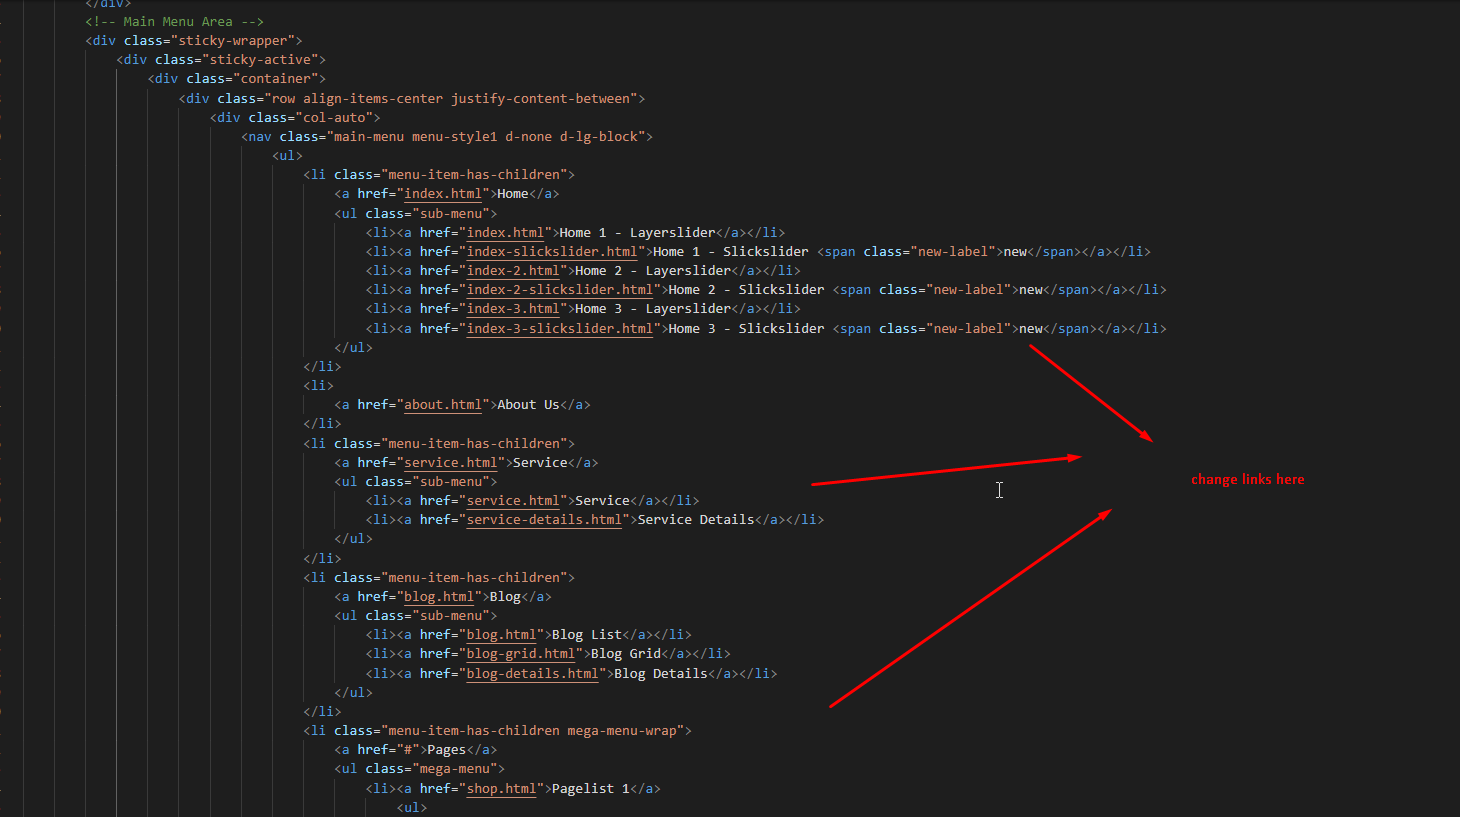 </div>
<!-- Main Menu Area -->
<div class="sticky-wrapper">
<div class="sticky-active">
<div class="container">
<div class="row align-items-center justify-content-between">
<div class="col-auto">
<nav class="main-menu menu-style1 d-none d-lg-block">
<ul>
<li class="menu-item-has-children">
<a href="index.html">Home</a>
<ul class="sub-menu">
<li><a href="index.html">Home 1 - Layerslider</a></li>
<li><a href="index-slickslider.html">Home 1 - Slickslider <span class="new-label">new</span></a></li>
<li><a href="index-2.html">Home 2 - Layerslider</a></li>
<li><a href="index-2-slickslider.html">Home 2 - Slickslider <span class="new-label">new</span></a></li>
<li><a href="index-3.html">Home 3 - Layerslider</a></li>
<li><a href="index-3-slickslider.html">Home 3 - Slickslider <span class="new-label">new</span></a></li>
</ul>
</li>
<li>
<a href="about.html">About Us</a>
</li>
<li class="menu-item-has-children">
<a href="service.html">Service</a>
<ul class="sub-menu">
change links here
<li><a href="service.html">Service</a></li>
<li><a href="service-details.html">Service Details</a></li>
</ul>
</li>
<li class="menu-item-has-children">
<a href="blog.html">Blog</a>
<ul class="sub-menu">
<li><a href="blog.html">Blog List</a></li>
<li><a href="blog-grid.html">Blog Grid</a></li>
<li><a href="blog-details.html">Blog Details</a></li>
</ul>
</li>
<li class="menu-item-has-children mega-menu-wrap">
<a href="#">Pages</a>
<ul class="mega-menu">
<li><a href="shop.html">Pagelist 1</a>
<ul>